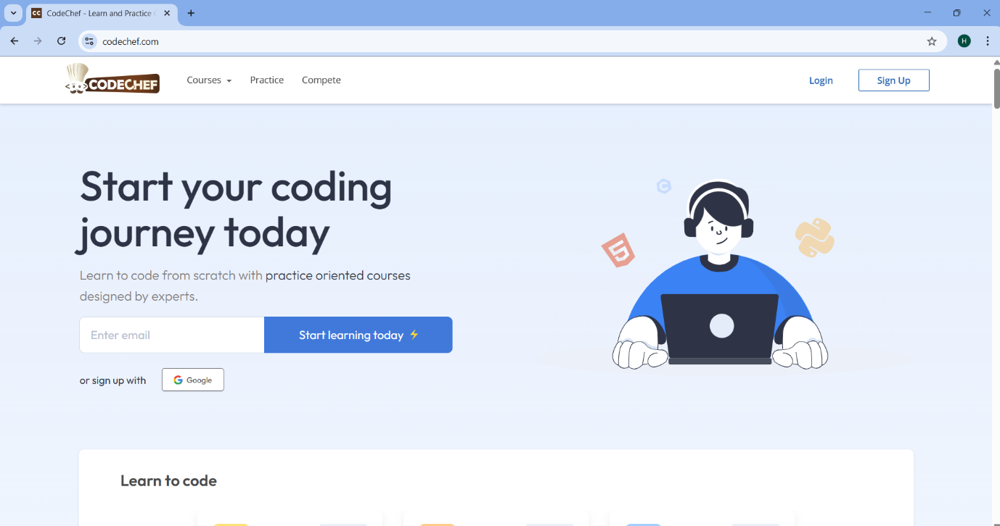 CodeChef - Learn and Practice
codechef.com
H
CODECHEF
Courses
Practice
Compete
Login
Sign Up
Start your coding
journey today
Learn to code from scratch with practice oriented courses
designed by experts.
Enter email
Start learning today
or sign up with
Google
Learn to code